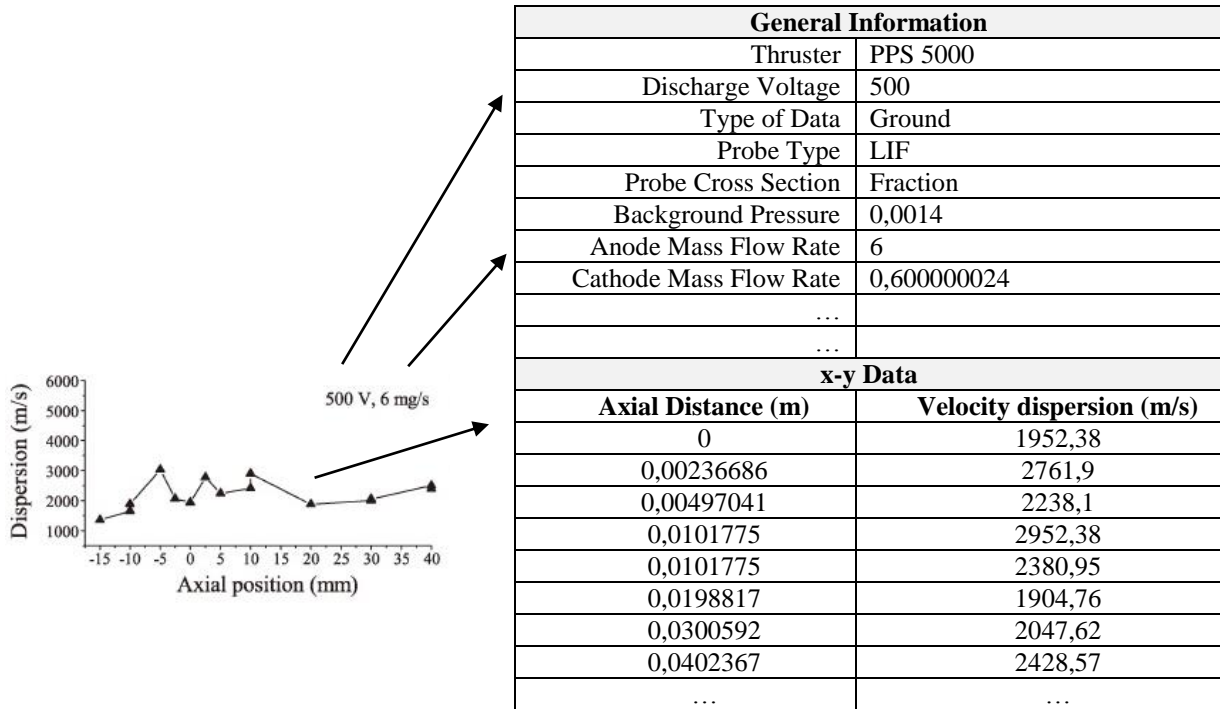 General Information
Thruster PPS 5000
Discharge Voltage 500
Type of Data Ground
Probe Type LIF
Probe Cross Section Fraction
Background Pressure 0,0014
Anode Mass Flow Rate 6
Cathode Mass Flow Rate 0,600000024
…
…
x-y Data
Axial Distance (m) Velocity dispersion (m/s)
0 1952,38
0,00236686 2761,9
0,00497041 2238,1
0,0101775 2952,38
0,0101775 2380,95
0,0198817 1904,76
0,0300592 2047,62
0,0402367 2428,57
… …
500 V, 6 mg/s
Dispersion (m/s)
6000
5000
4000
3000
2000
1000
-15 -10 -5 0 5 10 15 20 25 30 35 40
Axial position (mm)